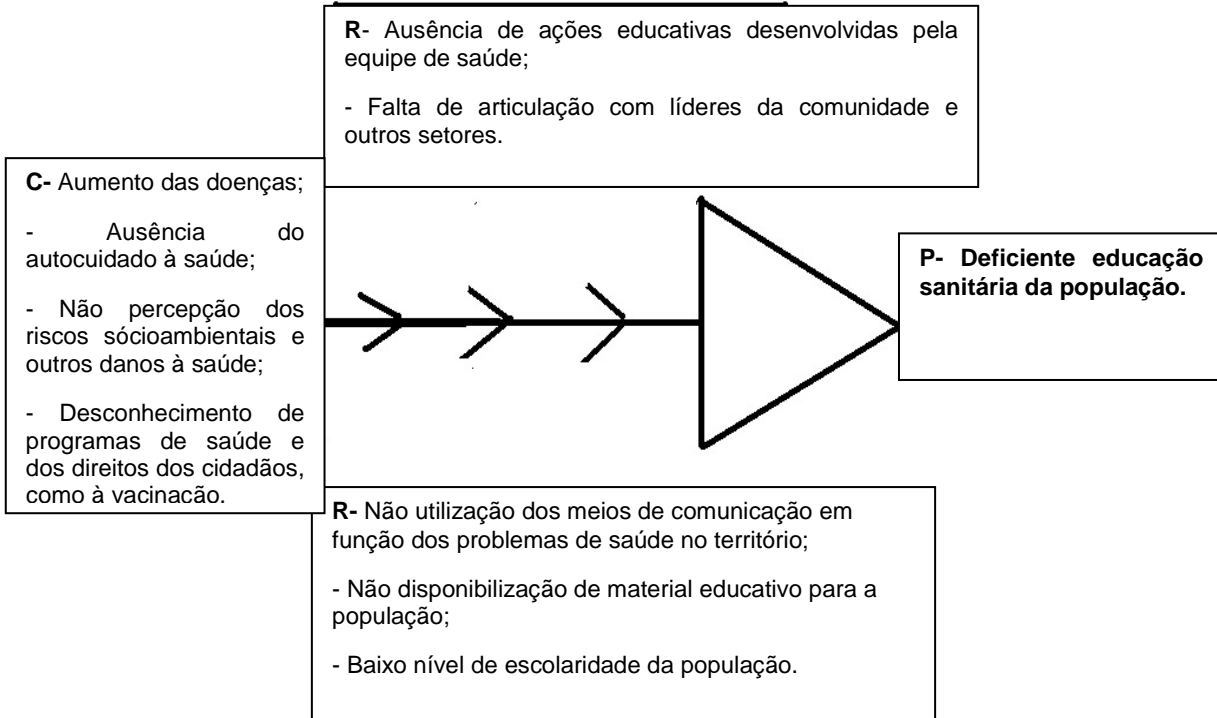 R- Ausência de ações educativas desenvolvidas pela
equipe de saúde;
- Falta de articulação com líderes da comunidade e
outros setores.
C- Aumento das doenças;
- Ausência do
autocuidado à saúde;
- Não percepção dos
riscos sócioambientais e
outros danos à saúde;
- Desconhecimento de
programas de saúde e
dos direitos dos cidadãos,
como à vacinação.
P- Deficiente educação
sanitária da população.
R- Não utilização dos meios de comunicação em
função dos problemas de saúde no território;
- Não disponibilização de material educativo para a
população;
- Baixo nível de escolaridade da população.